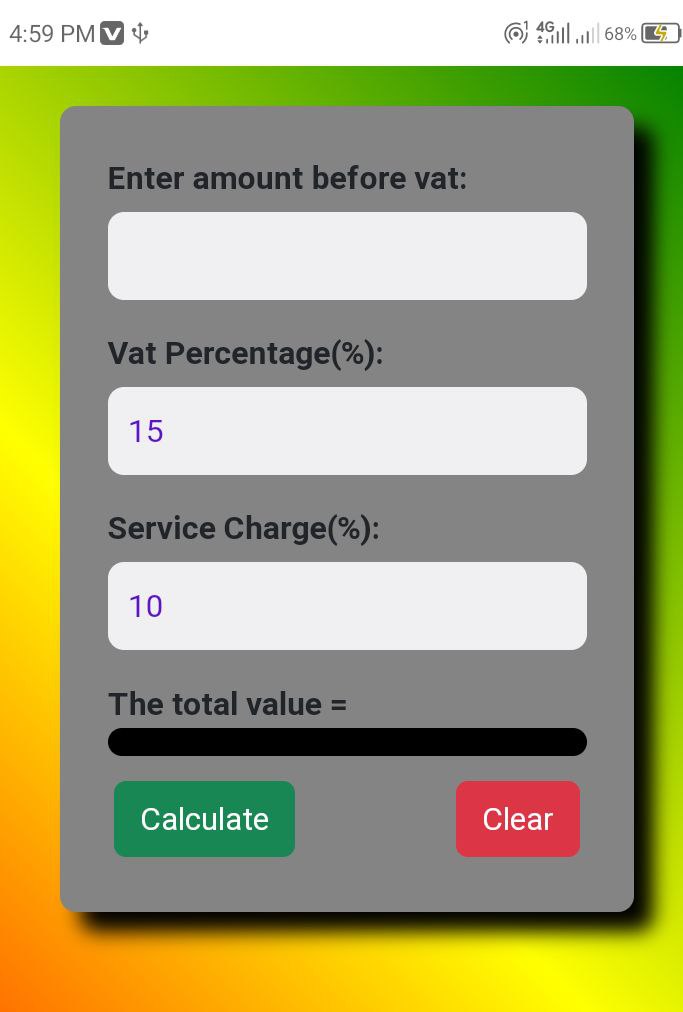 4:59 PM
4G 1 68%
Enter amount before vat:
Vat Percentage(%):
15
Service Charge(%):
10
The total value =
Calculate Clear